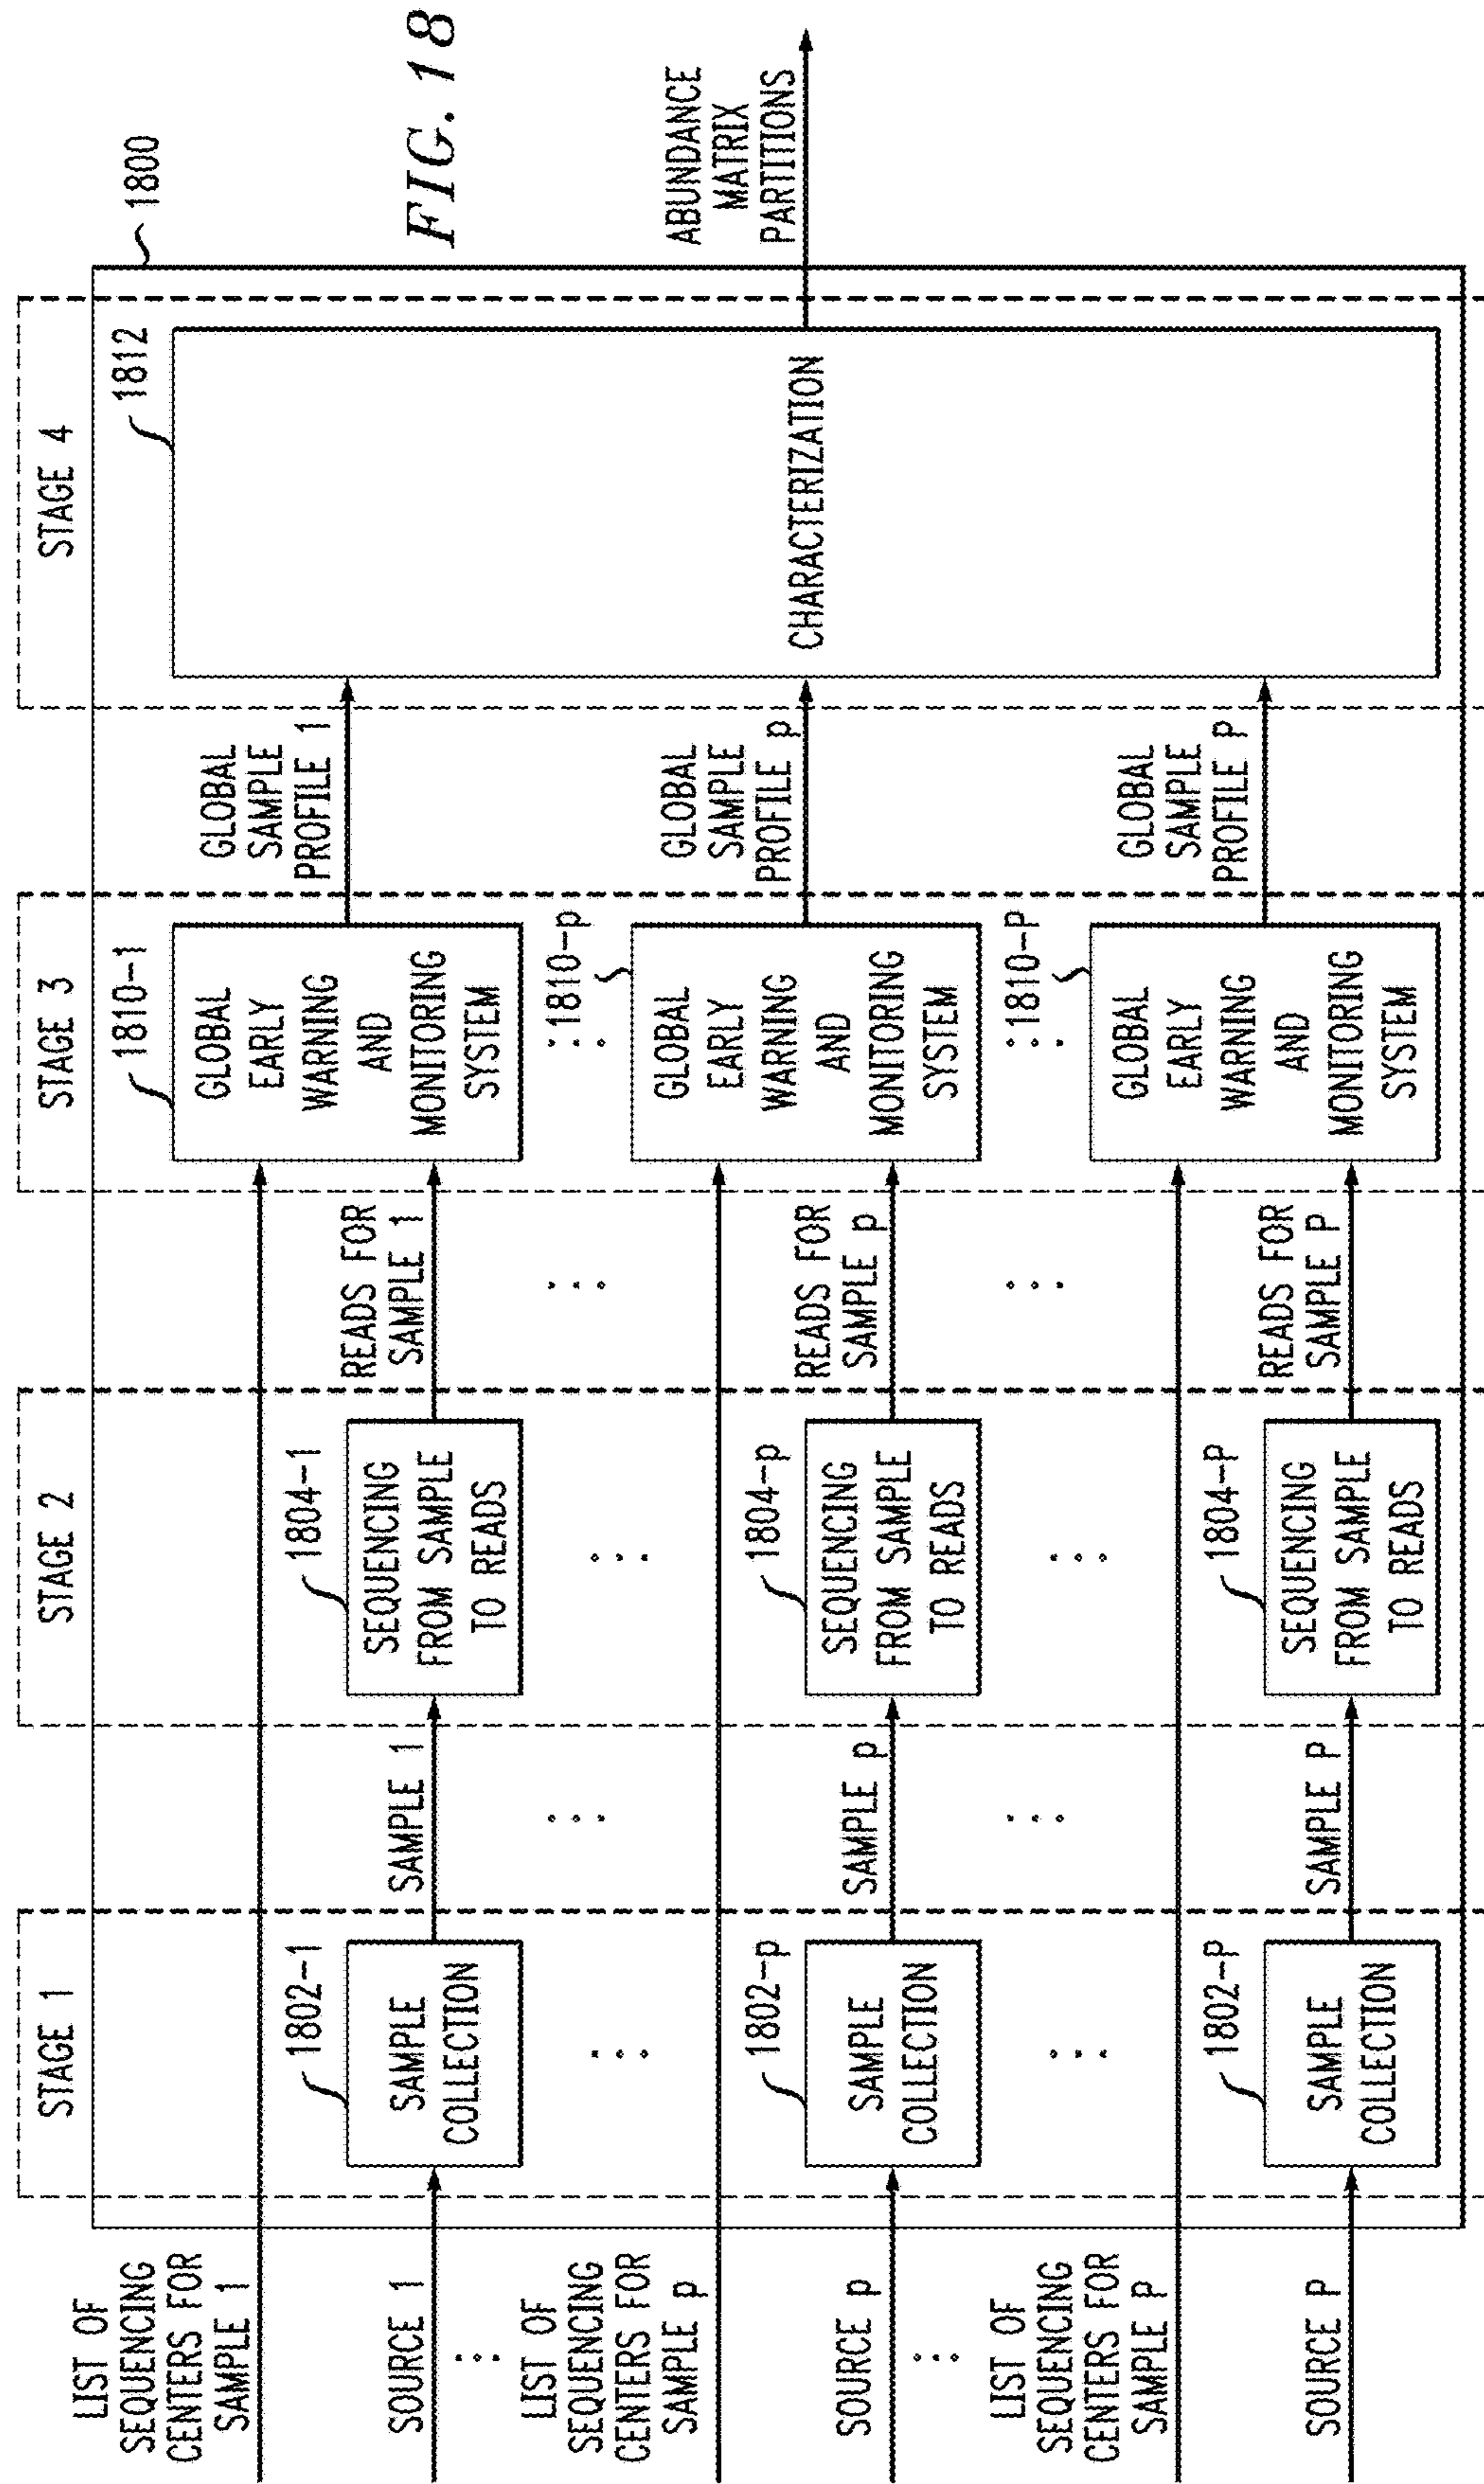 STAGE 1
STAGE 2
STAGE 3
STAGE 4
1800
LIST OF
SEQUENCING
CENTERS FOR
SAMPLE 1
1802-1
1804-1
1810-1
1812
SOURCE 1
SAMPLE
COLLECTION
SAMPLE 1
SEQUENCING
FROM SAMPLE
TO READS
READS FOR
SAMPLE 1
GLOBAL
EARLY
WARNING
AND
MONITORING
SYSTEM
GLOBAL
SAMPLE
PROFILE 1
FIG. 18
LIST OF
SEQUENCING
CENTERS FOR
SAMPLE p
1802-p
1804-p
1810-p
SOURCE p
SAMPLE
COLLECTION
SAMPLE p
SEQUENCING
FROM SAMPLE
TO READS
READS FOR
SAMPLE p
GLOBAL
EARLY
WARNING
AND
MONITORING
SYSTEM
GLOBAL
SAMPLE
PROFILE p
CHARACTERIZATION
ABUNDANCE
MATRIX
PARTITIONS
LIST OF
SEQUENCING
CENTERS FOR
SAMPLE P
1802-P
1804-P
1810-P
SOURCE P
SAMPLE
COLLECTION
SAMPLE P
SEQUENCING
FROM SAMPLE
TO READS
READS FOR
SAMPLE P
GLOBAL
EARLY
WARNING
AND
MONITORING
SYSTEM
GLOBAL
SAMPLE
PROFILE P